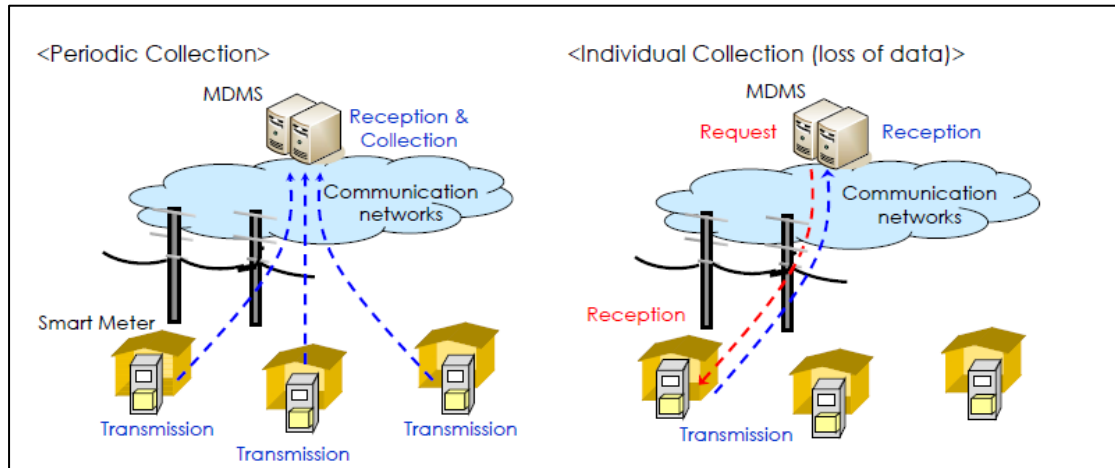 <Periodic Collection>
MDMS
Reception &
Collection
Communication
networks
Smart Meter
Transmission
Transmission
Transmission
<Individual Collection (loss of data)>
MDMS
Request
Reception
Communication
networks
Reception
Transmission